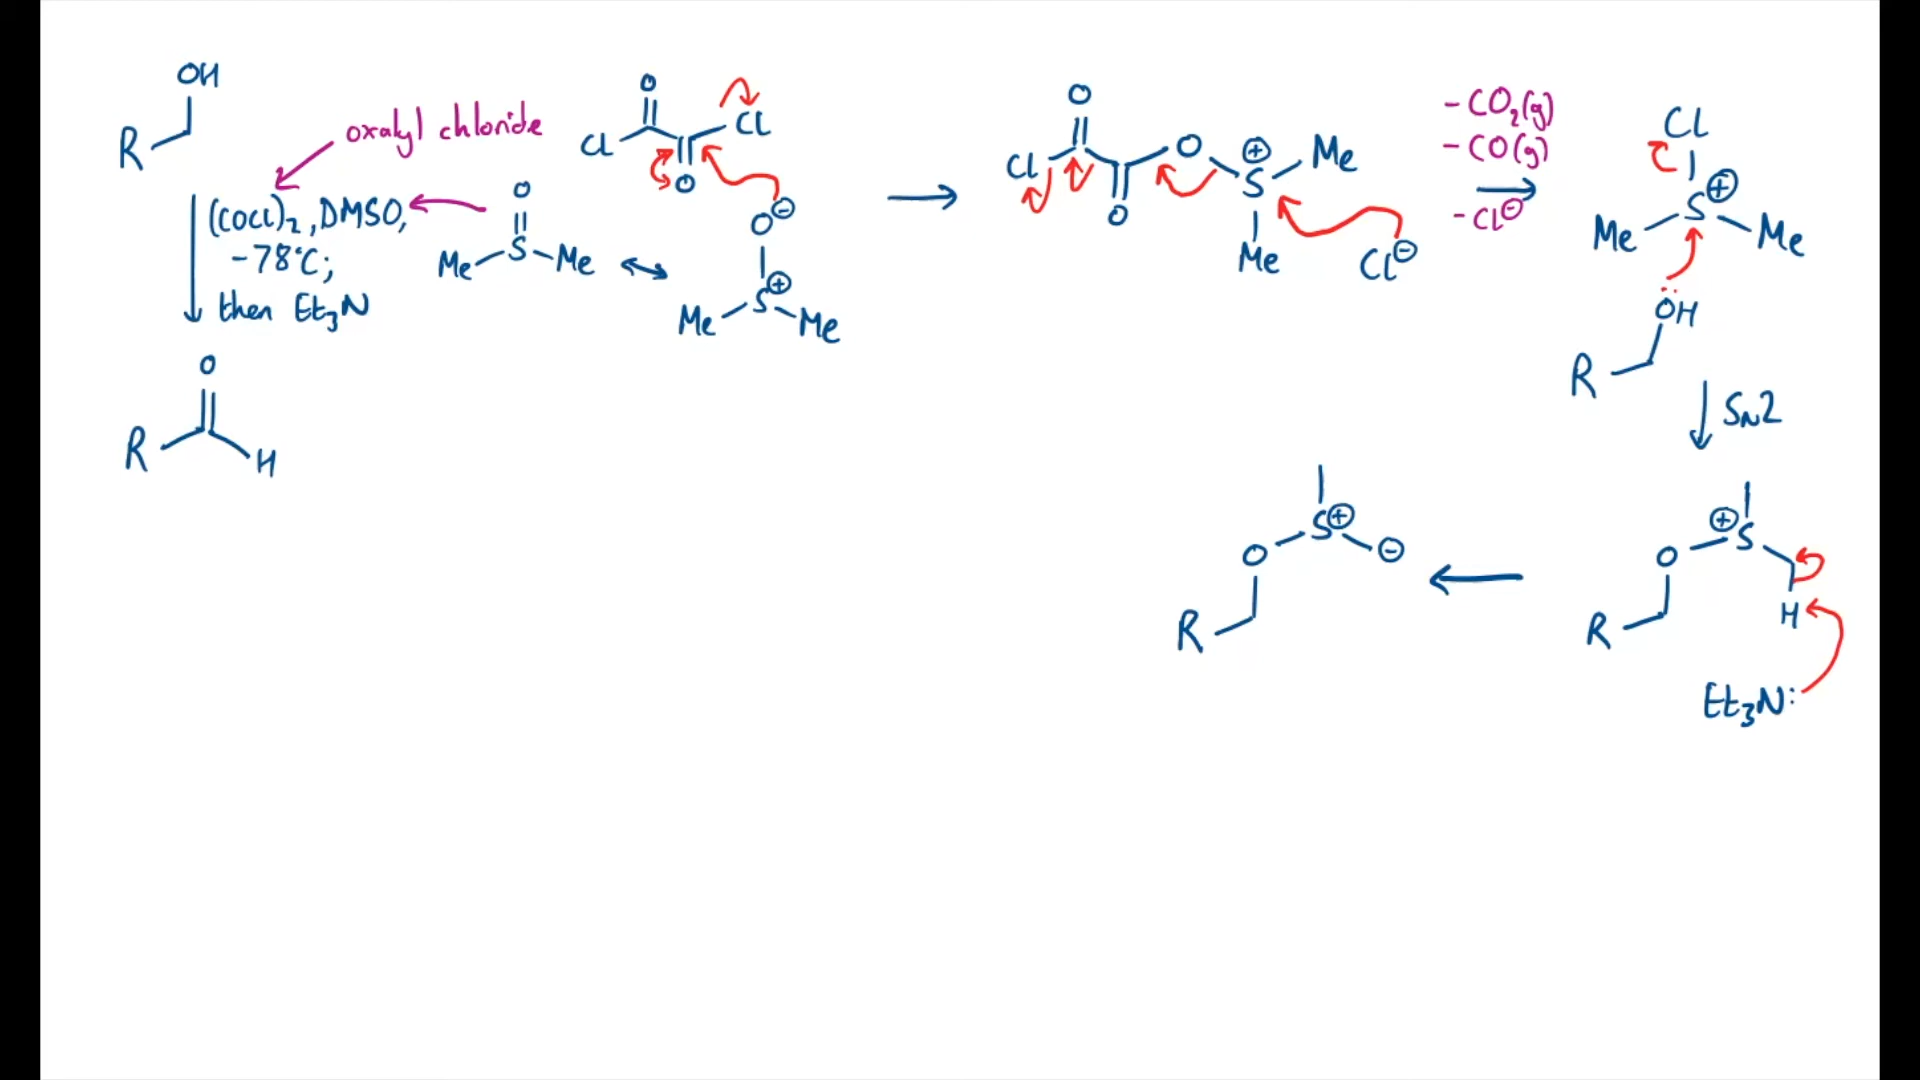 OH
R
oxalyl chloride
(COCl)₂, DMSO,
-78°C;
then Et₃N
O
R
H
O
Cl
Cl
O
O
Me
S
Me
O⊖
S⊕
Me
Me
O
Cl
O
O
⊕
S
Me
Me
Cl⊖
- CO₂(g)
- CO(g)
- Cl⊖
Cl
S⊕
Me
Me
ÖH
R
SN2
⊕
S
O
R
H
Et₃N:
S⊕
O
⊖
R